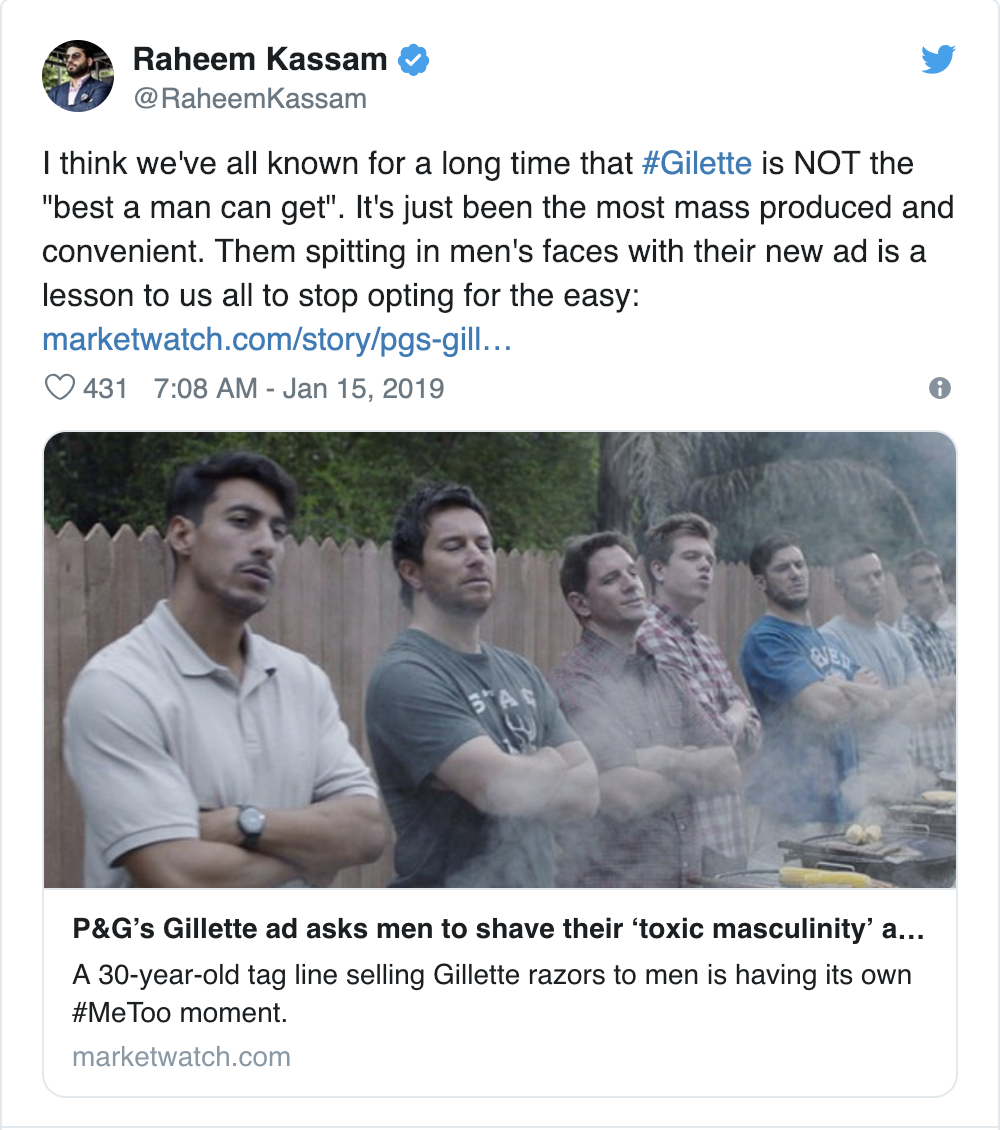 Raheem Kassam
@RaheemKassam
I think we've all known for a long time that #Gilette is NOT the
"best a man can get". It's just been the most mass produced and
convenient. Them spitting in men's faces with their new ad is a
lesson to us all to stop opting for the easy:
marketwatch.com/story/pgs-gill…
431 7:08 AM - Jan 15, 2019
STAG
P&G’s Gillette ad asks men to shave their ‘toxic masculinity’ a…
A 30-year-old tag line selling Gillette razors to men is having its own
#MeToo moment.
marketwatch.com